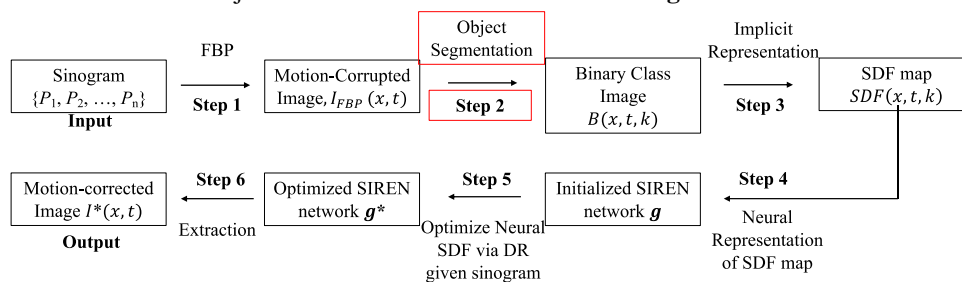 FBP
Object
Segmentation
Implicit
Representation
Sinogram
{P1, P2, …, Pn}
Input
Step 1
Motion-Corrupted
Image, I_FBP (x, t)
Step 2
Binary Class
Image
B(x, t, k)
Step 3
SDF map
SDF(x, t, k)
Motion-corrected
Image I*(x, t)
Output
Step 6
Extraction
Optimized SIREN
network g*
Step 5
Optimize Neural
SDF via DR
given sinogram
Initialized SIREN
network g
Step 4
Neural
Representation
of SDF map